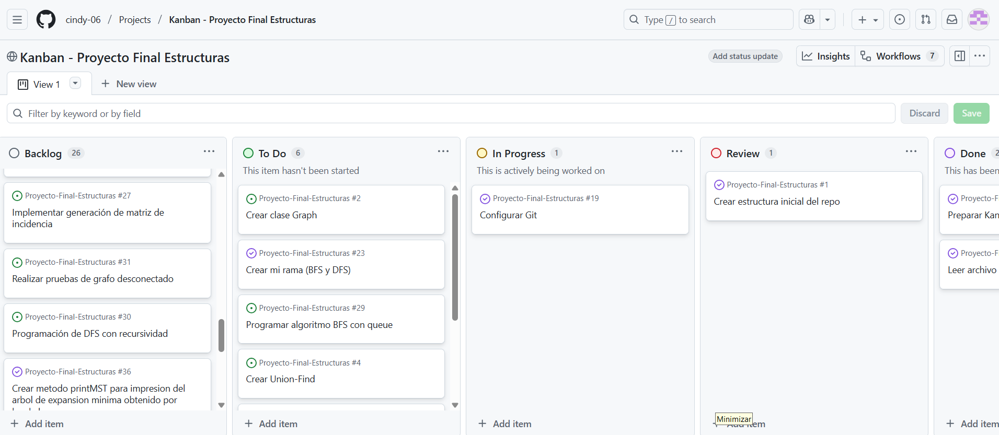 cindy-06 / Projects / Kanban - Proyecto Final Estructuras
Type / to search
Kanban - Proyecto Final Estructuras
Add status update
Insights
Workflows 7
View 1
New view
Filter by keyword or by field
Discard
Save
Backlog 26
Proyecto-Final-Estructuras #27
Implementar generación de matriz de
incidencia
Proyecto-Final-Estructuras #31
Realizar pruebas de grafo desconectado
Proyecto-Final-Estructuras #30
Programación de DFS con recursividad
Proyecto-Final-Estructuras #36
Crear metodo printMST para impresion del
arbol de expansion minima obtenido por
Add item
To Do 6
This item hasn't been started
Proyecto-Final-Estructuras #2
Crear clase Graph
Proyecto-Final-Estructuras #23
Crear mi rama (BFS y DFS)
Proyecto-Final-Estructuras #29
Programar algoritmo BFS con queue
Proyecto-Final-Estructuras #4
Crear Union-Find
Add item
In Progress 1
This is actively being worked on
Proyecto-Final-Estructuras #19
Configurar Git
Add item
Review 1
Proyecto-Final-Estructuras #1
Crear estructura inicial del repo
Minimizar
Add item
Done 2
This has been
Proyecto-F
Preparar Kan
Proyecto-F
Leer archivo
Add item